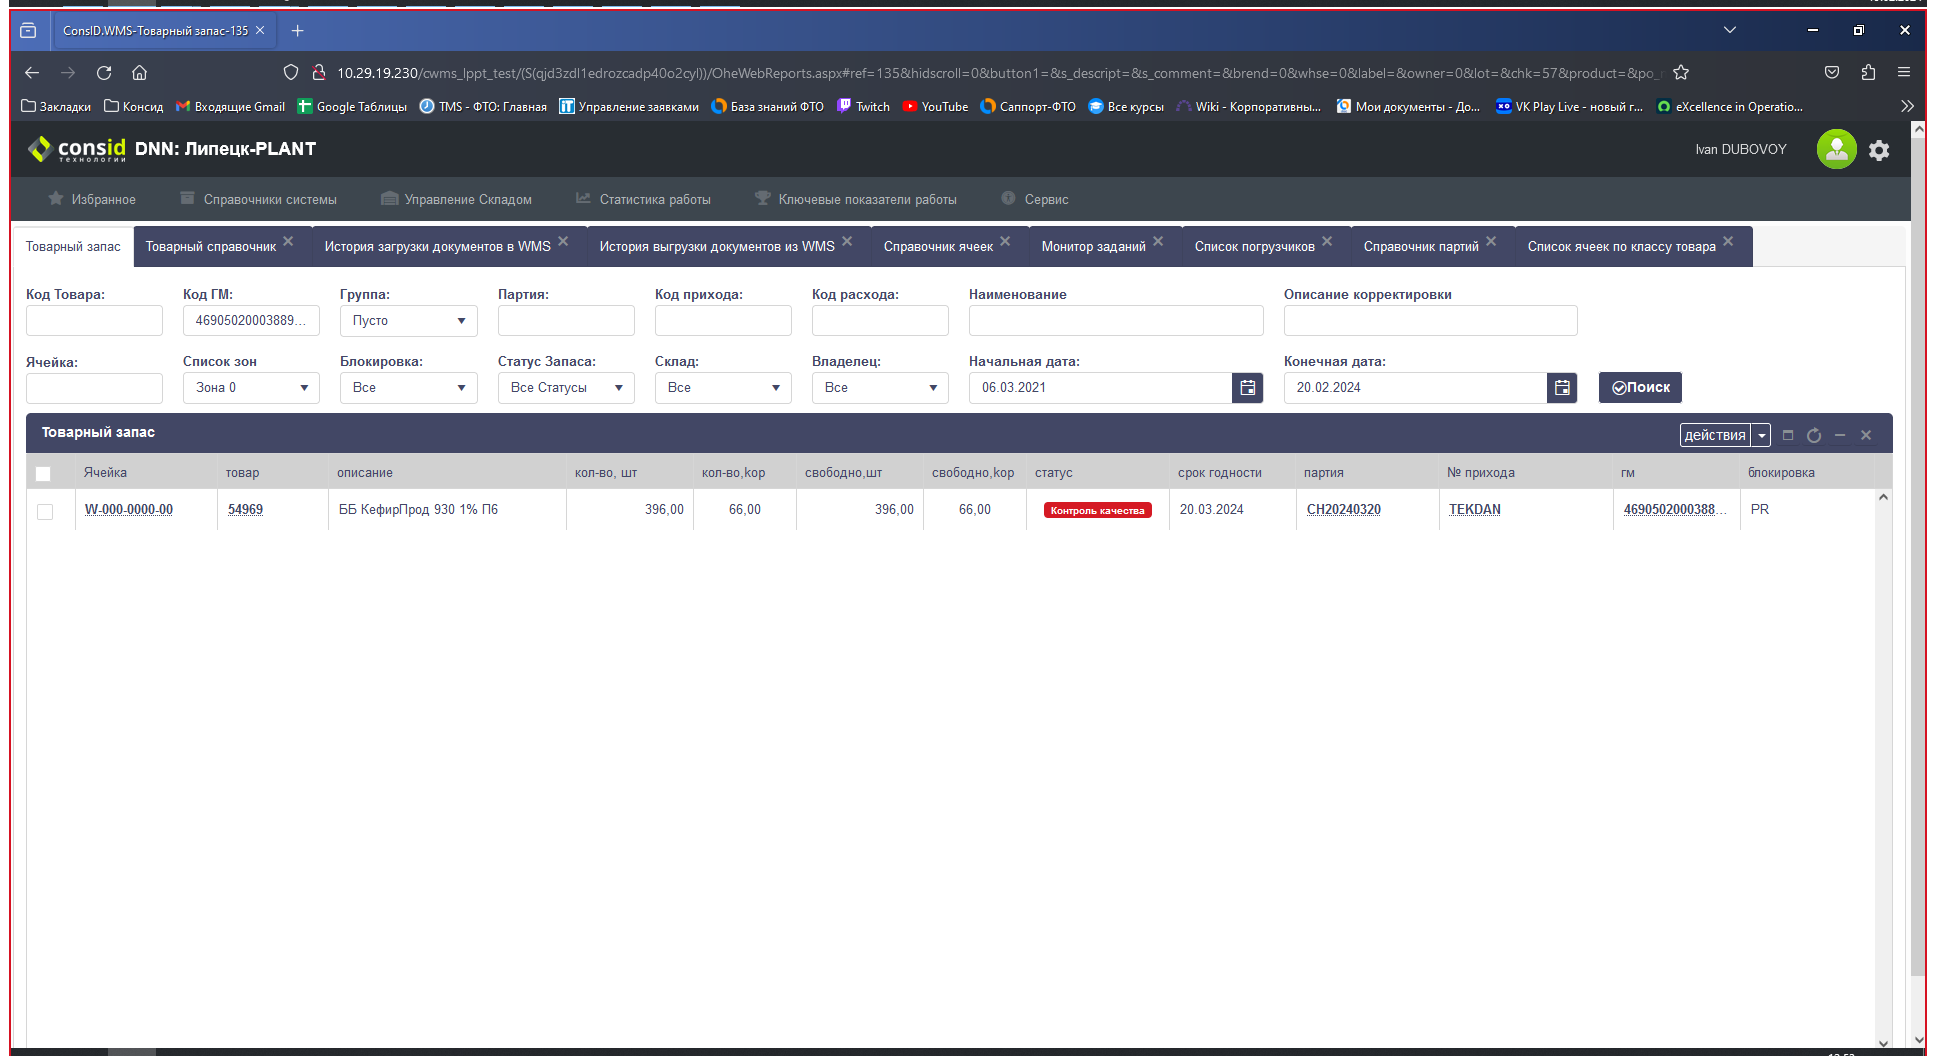 ConsID.WMS-Товарный запас-135
10.29.19.230/cwms_lppt_test/(S(qjd3zdl1edrozcadp40o2cyl))/OheWebReports.aspx#ref=135&hidscroll=0&button1=&s_descript=&s_comment=&brend=0&whse=0&label=&owner=0&lot=&chk=57&product=&po_
Закладки Консид Входящие Gmail Google Таблицы TMS - ФТО: Главная Управление заявками База знаний ФТО Twitch YouTube Саппорт-ФТО Все курсы Wiki - Корпоративны... Мои документы - До... VK Play Live - новый г... eXcellence in Operatio...
consid технологии DNN: Липецк-PLANT Ivan DUBOVOY
Избранное Справочники системы Управление Складом Статистика работы Ключевые показатели работы Сервис
Товарный запас Товарный справочник История загрузки документов в WMS История выгрузки документов из WMS Справочник ячеек Монитор заданий Список погрузчиков Справочник партий Список ячеек по классу товара
Код Товара: Код ГМ: Группа: Партия: Код прихода: Код расхода: Наименование Описание корректировки
46905020003889... Пусто
Ячейка: Список зон Блокировка: Статус Запаса: Склад: Владелец: Начальная дата: Конечная дата:
Зона 0 Все Все Статусы Все Все 06.03.2021 20.02.2024 Поиск
Товарный запас действия
Ячейка товар описание кол-во, шт кол-во,kор свободно,шт свободно,kор статус срок годности партия № прихода гм блокировка
W-000-0000-00 54969 ББ КефирПрод 930 1% П6 396,00 66,00 396,00 66,00 Контроль качества 20.03.2024 CH20240320 TEKDAN 4690502000388... PR